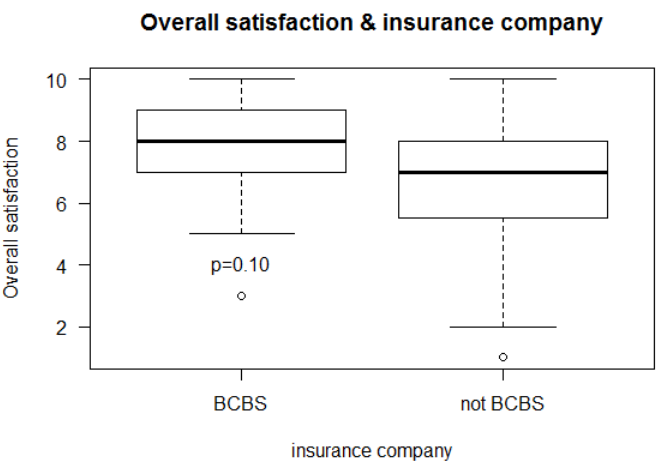 Overall satisfaction & insurance company
Overall satisfaction
10
8
6
4
2
p=0.10
BCBS
not BCBS
insurance company